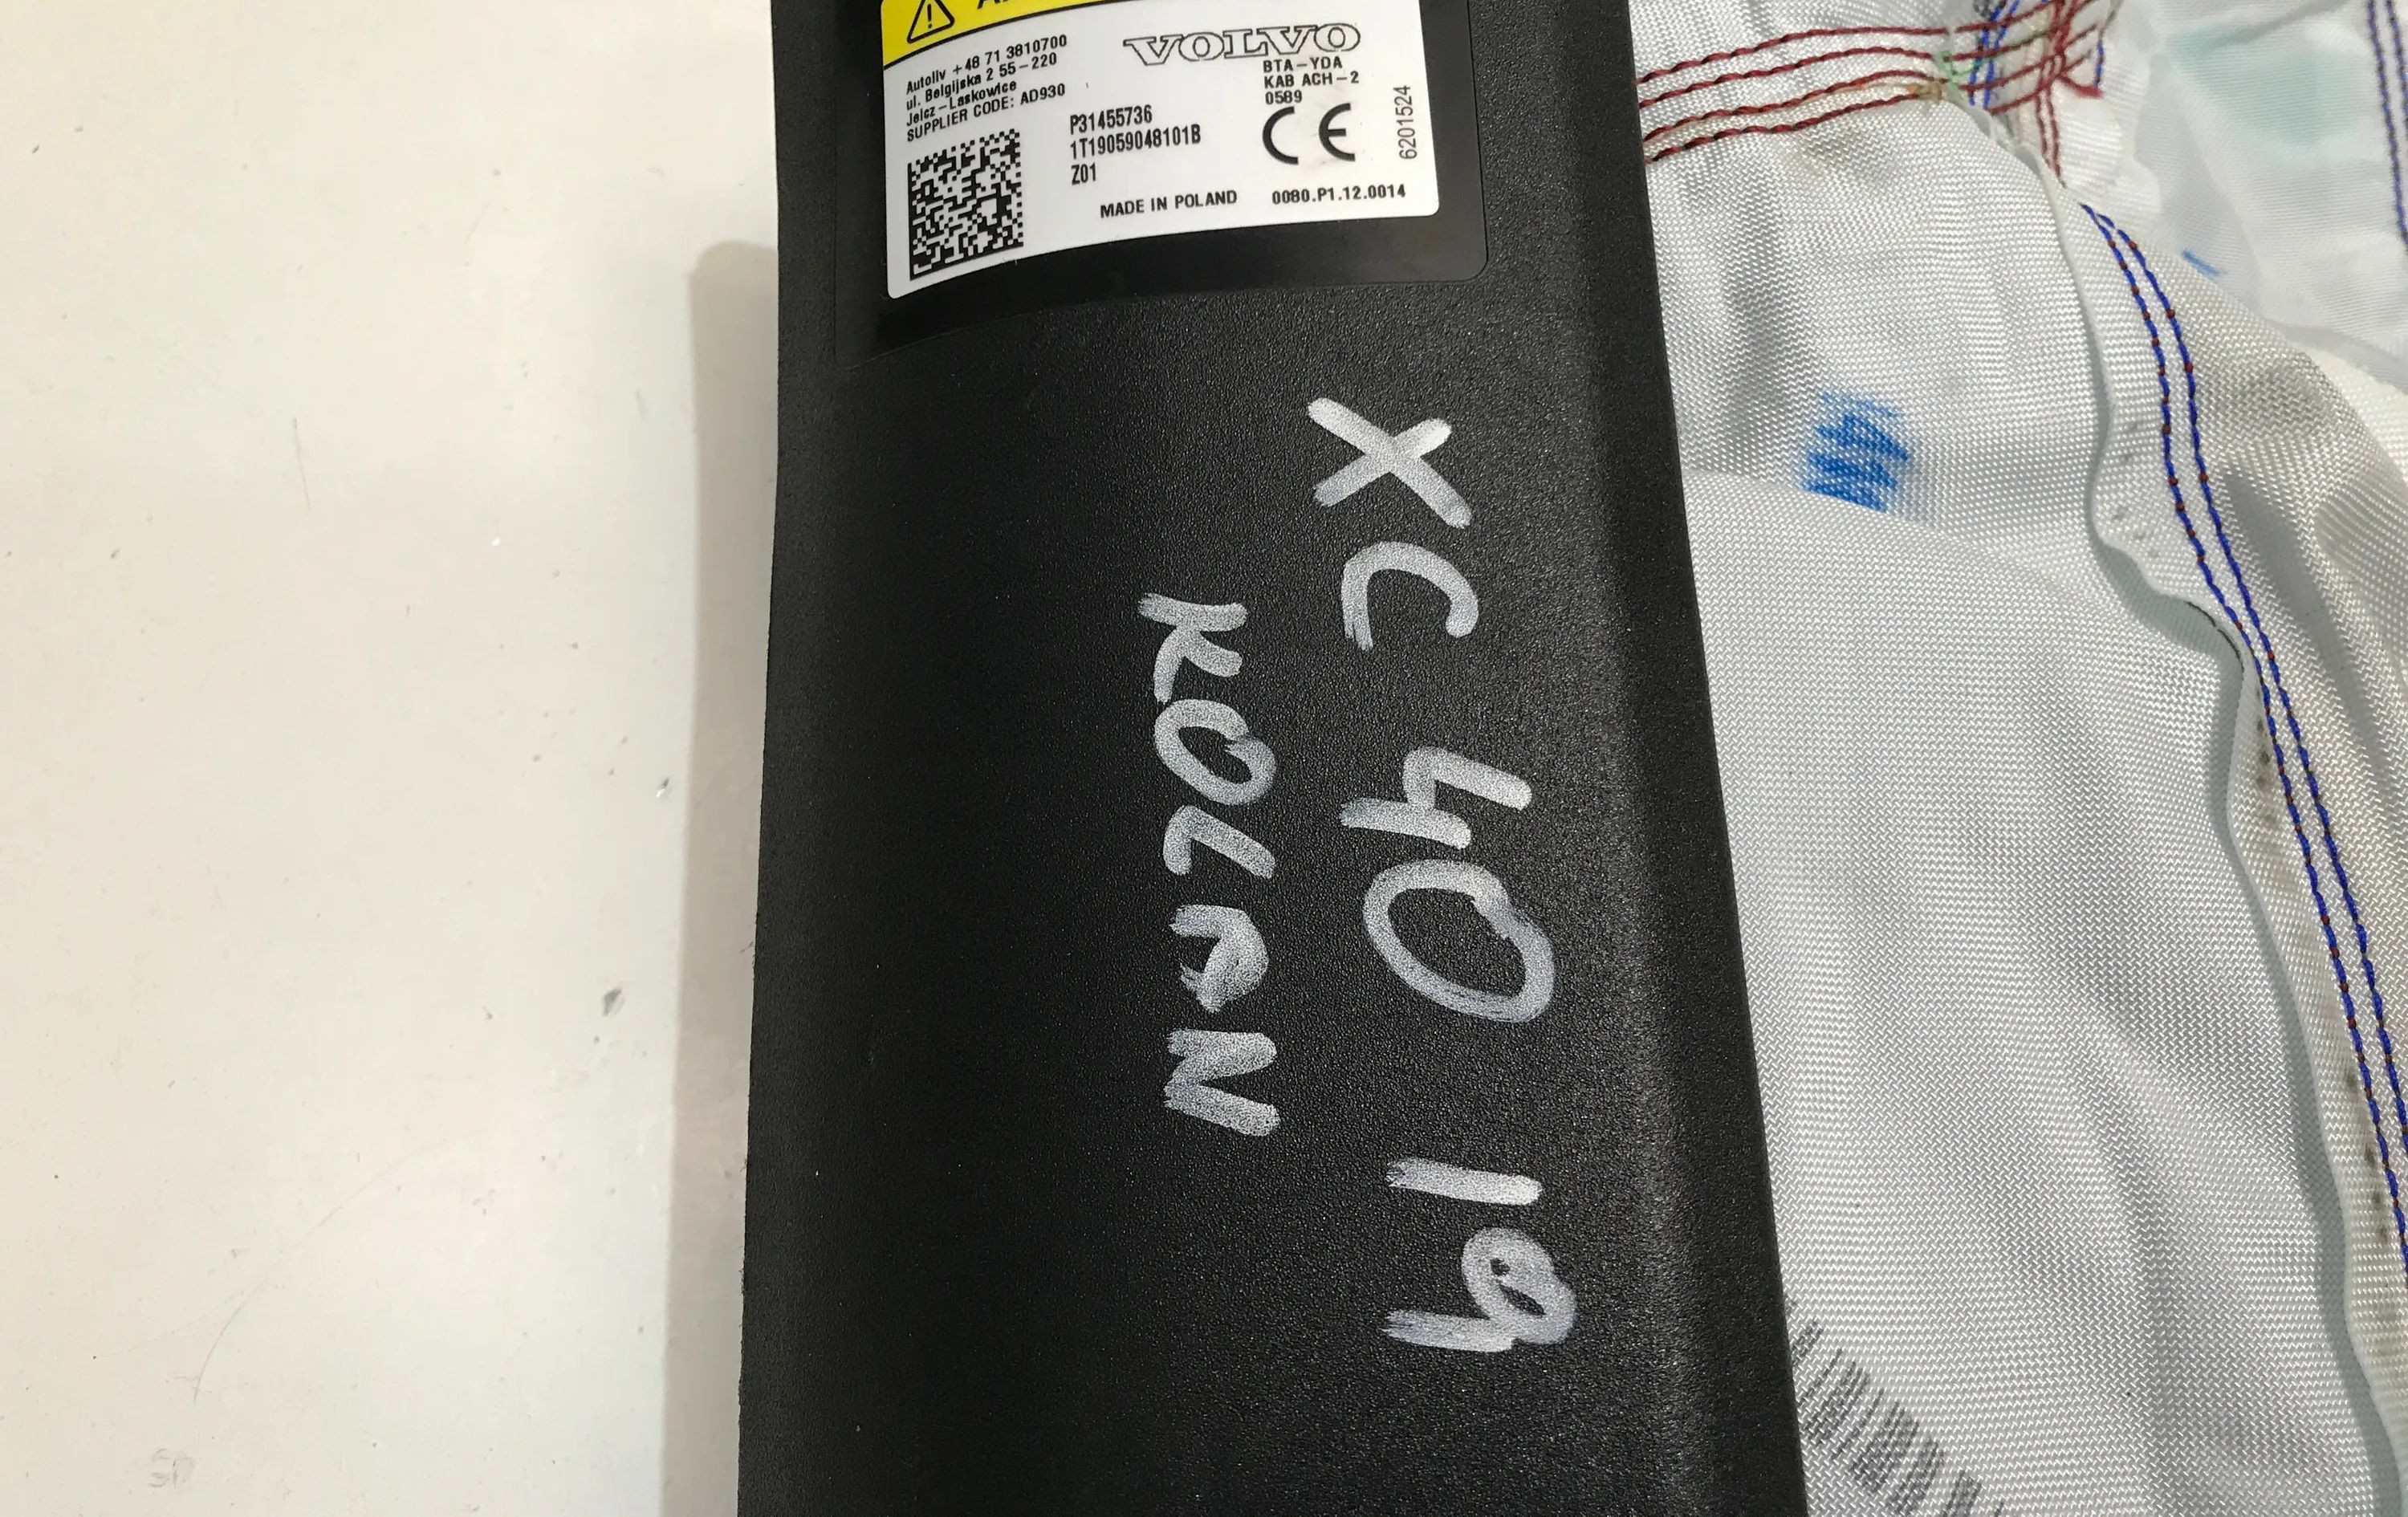 Autoliv +48 71 3810700
ul. Belgijska 2 55-220
Jelcz-Laskowice
SUPPLIER CODE: AD930
VOLVO
BTA-YDA
KAB ACH-2
0589
P31455736
1T19059048101B
Z01
CE
6201524
MADE IN POLAND 0080.P1.12.0014
XC 40 19
KOLAN